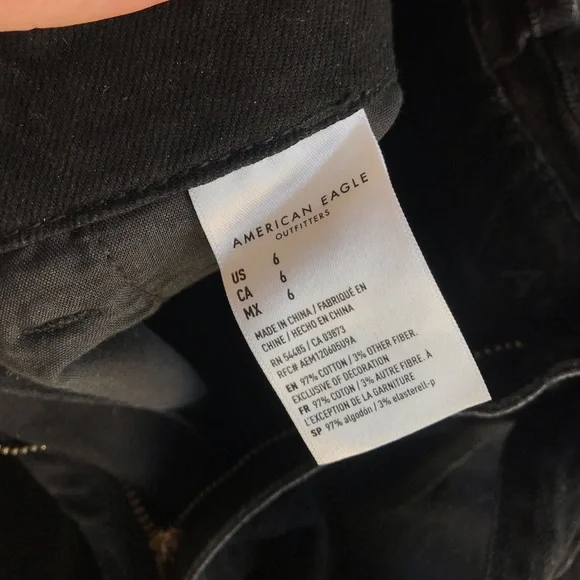 AMERICAN EAGLE
OUTFITTERS
US 6
CA 6
MX 6
MADE IN CHINA / FABRIQUÉ EN
CHINE / HECHO EN CHINA
RN 54485 / CA 03873
RFC# AEM120605U9A
EN 97% COTTON / 3% OTHER FIBER.
EXCLUSIVE OF DECORATION
FR 97% COTON / 3% AUTRE FIBRE. À
L'EXCEPTION DE LA GARNITURE
SP 97% algodón / 3% elasterell-p